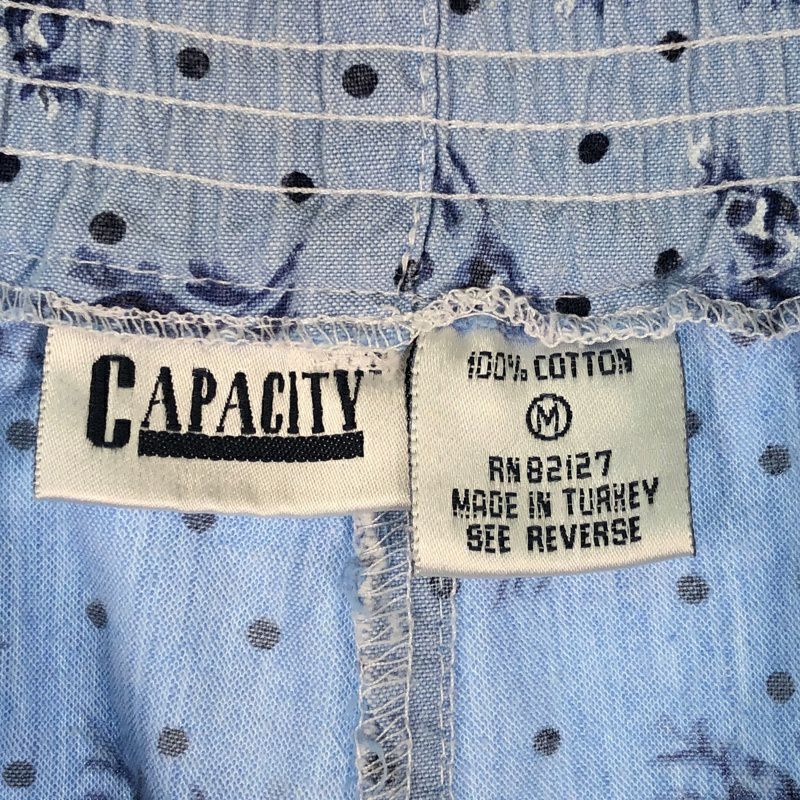 CAPACITY
100% COTTON
M
RN 82127
MADE IN TURKEY
SEE REVERSE